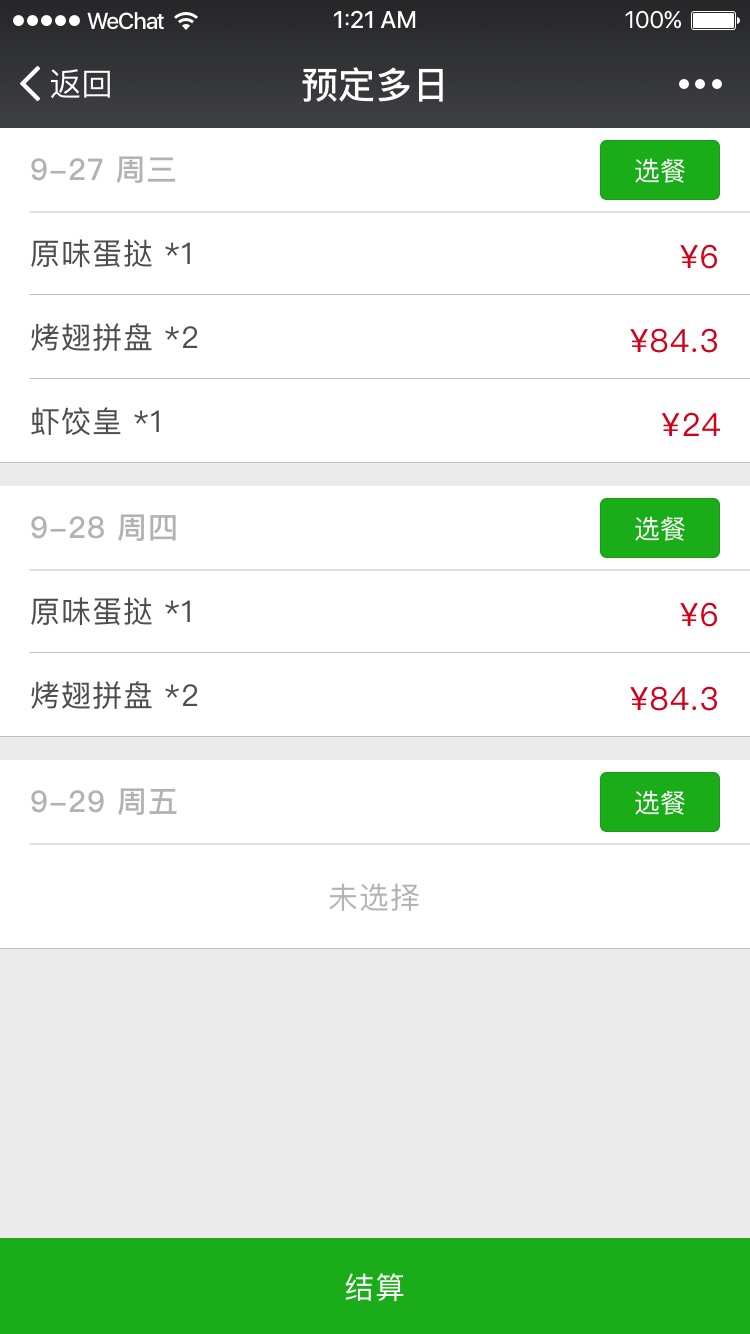 WeChat 1:21 AM 100%
返回 预定多日
9-27 周三 选餐
原味蛋挞 *1 ¥6
烤翅拼盘 *2 ¥84.3
虾饺皇 *1 ¥24
9-28 周四 选餐
原味蛋挞 *1 ¥6
烤翅拼盘 *2 ¥84.3
9-29 周五 选餐
未选择
结算